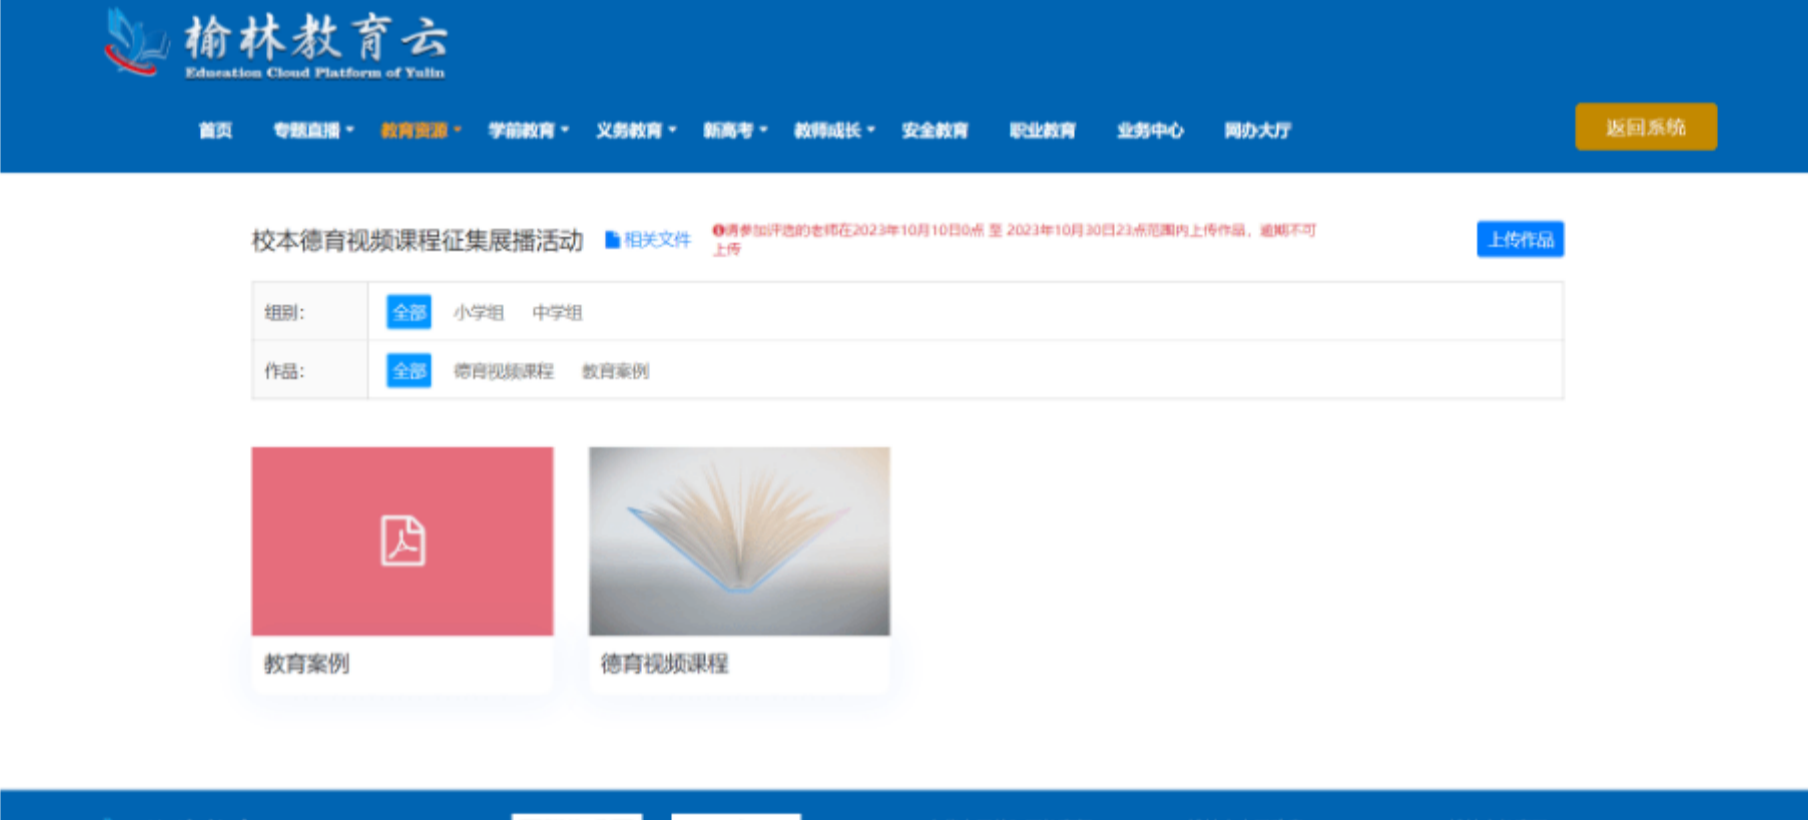 榆林教育云
Education Cloud Platform of Yulin
首页 专题直播 教育资源 学前教育 义务教育 新高考 教师成长 安全教育 职业教育 业务中心 网办大厅 返回系统
校本德育视频课程征集展播活动 相关文件 请参加评选的老师在2023年10月10日0点 至 2023年10月30日23点范围内上传作品，逾期不可
上传
上传作品
组别： 全部 小学组 中学组
作品： 全部 德育视频课程 教育案例
教育案例 德育视频课程